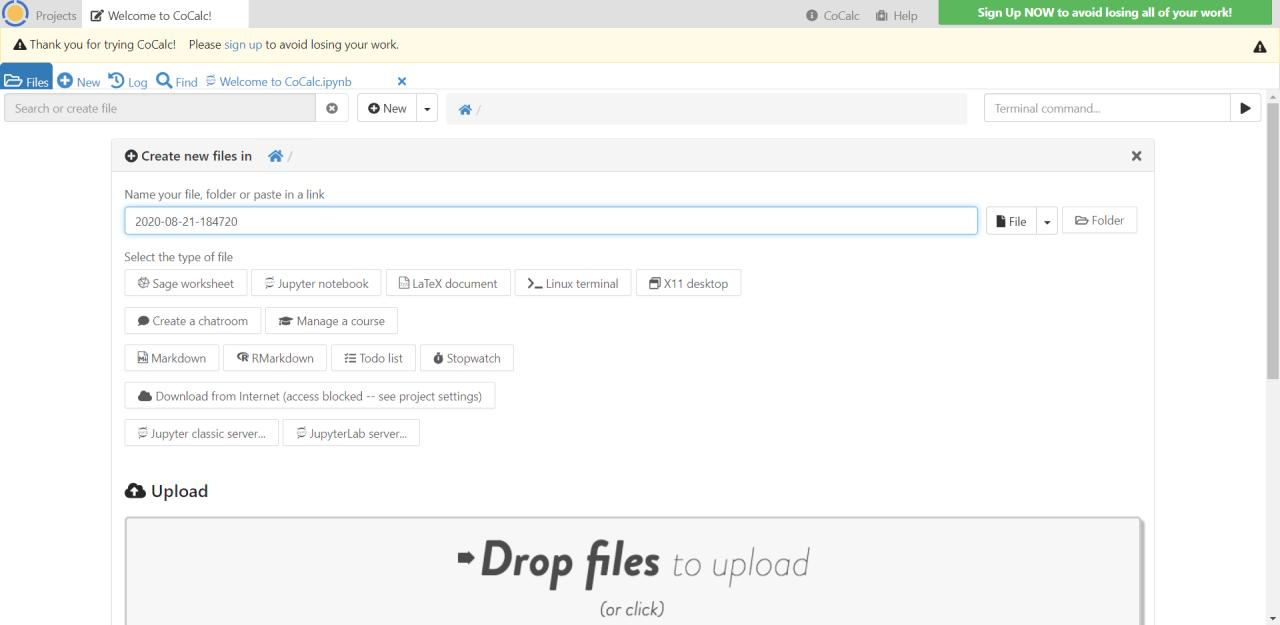 Projects Welcome to CoCalc! CoCalc Help Sign Up NOW to avoid losing all of your work!
Thank you for trying CoCalc! Please sign up to avoid losing your work.
Files New Log Find Welcome to CoCalc.ipynb
Search or create file New / Terminal command...
Create new files in /
Name your file, folder or paste in a link
2020-08-21-184720 File Folder
Select the type of file
Sage worksheet Jupyter notebook LaTeX document Linux terminal X11 desktop
Create a chatroom Manage a course
Markdown RMarkdown Todo list Stopwatch
Download from Internet (access blocked -- see project settings)
Jupyter classic server... JupyterLab server...
Upload
Drop files to upload
(or click)